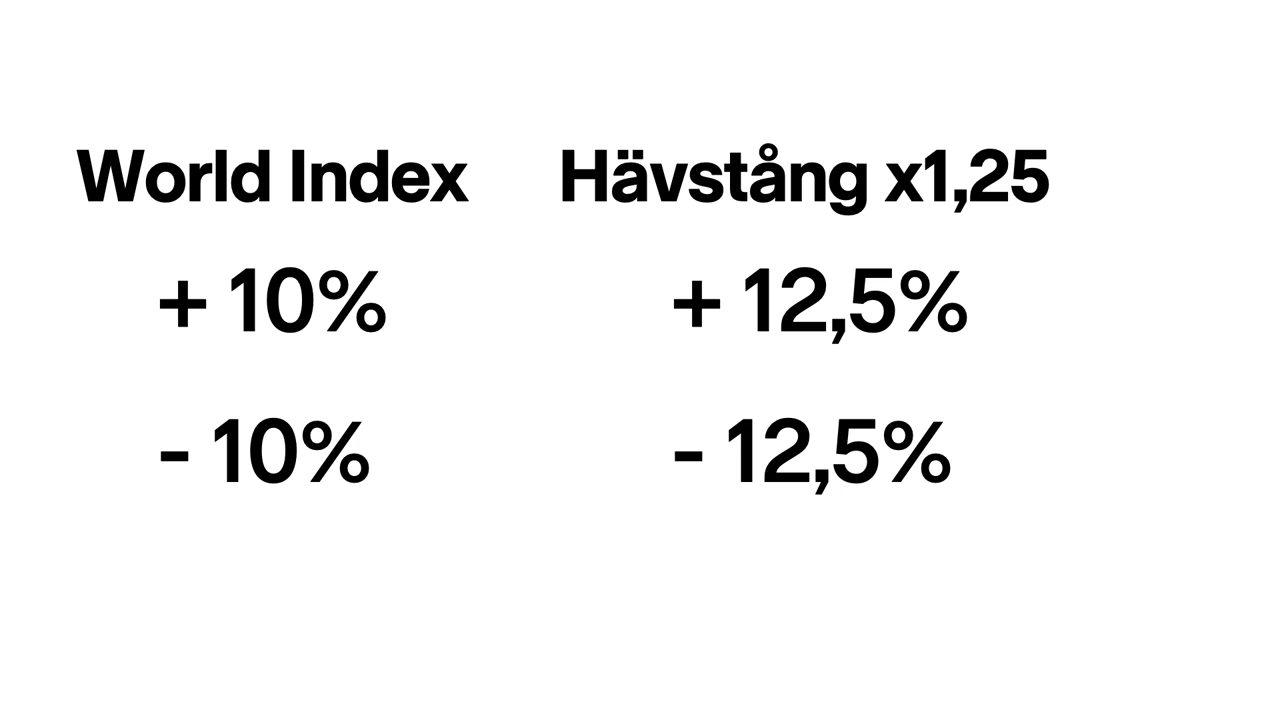 World Index Hävstång x1,25
+ 10% + 12,5%
- 10% - 12,5%